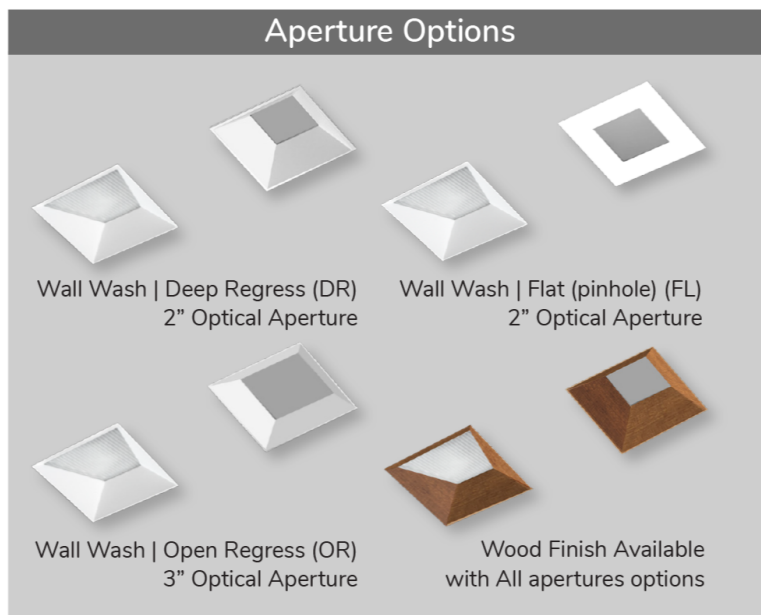 Aperture Options
Wall Wash | Deep Regress (DR)
2” Optical Aperture
Wall Wash | Flat (pinhole) (FL)
2” Optical Aperture
Wall Wash | Open Regress (OR)
3” Optical Aperture
Wood Finish Available
with All apertures options